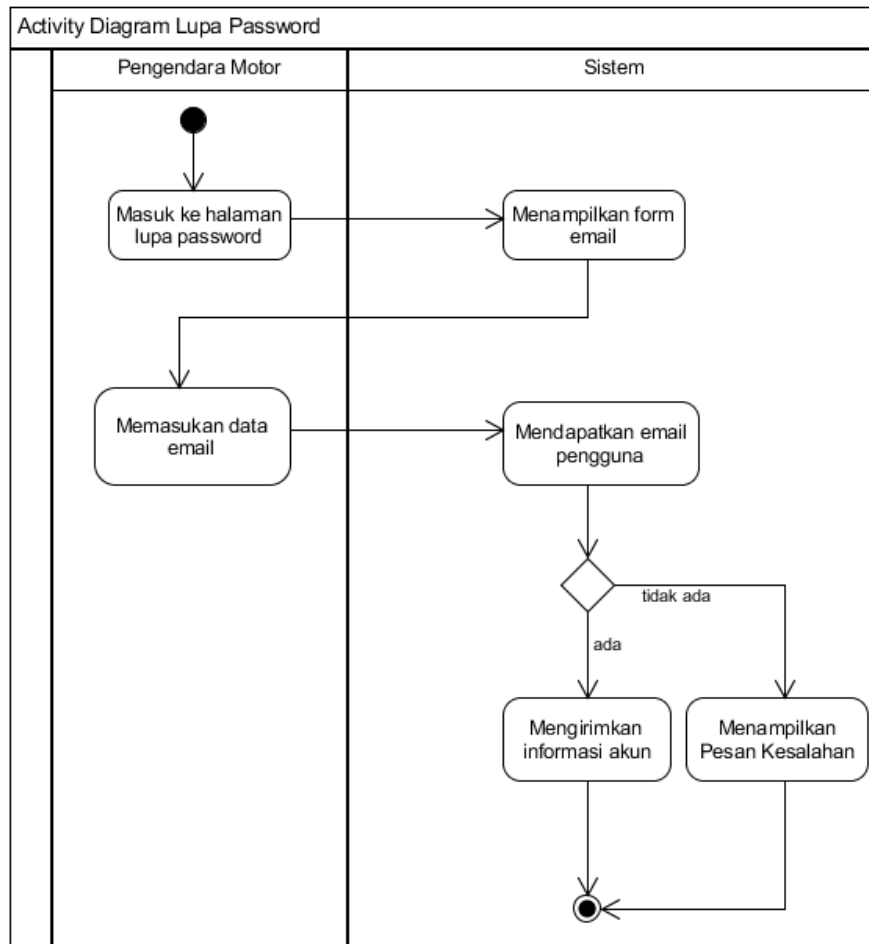 Activity Diagram Lupa Password
Pengendara Motor
Sistem
Masuk ke halaman
lupa password
Menampilkan form
email
Memasukan data
email
Mendapatkan email
pengguna
tidak ada
ada
Mengirimkan
informasi akun
Menampilkan
Pesan Kesalahan